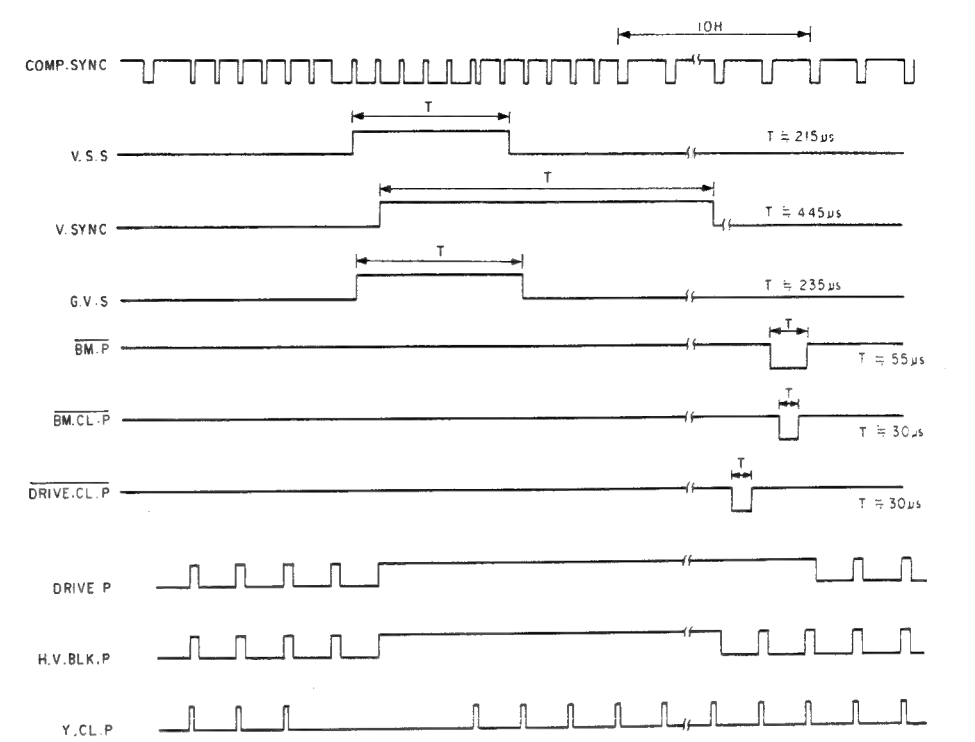 10H
COMP.SYNC
T
V.S.S
T ≒ 215μs
T
V.SYNC
T ≒ 445μs
T
G.V.S
T ≒ 235μs
T
BM.P
T ≒ 55μs
T
BM.CL.P
T ≒ 30μs
T
DRIVE.CL.P
T ≒ 30μs
DRIVE P
H.V.BLK.P
Y.CL.P